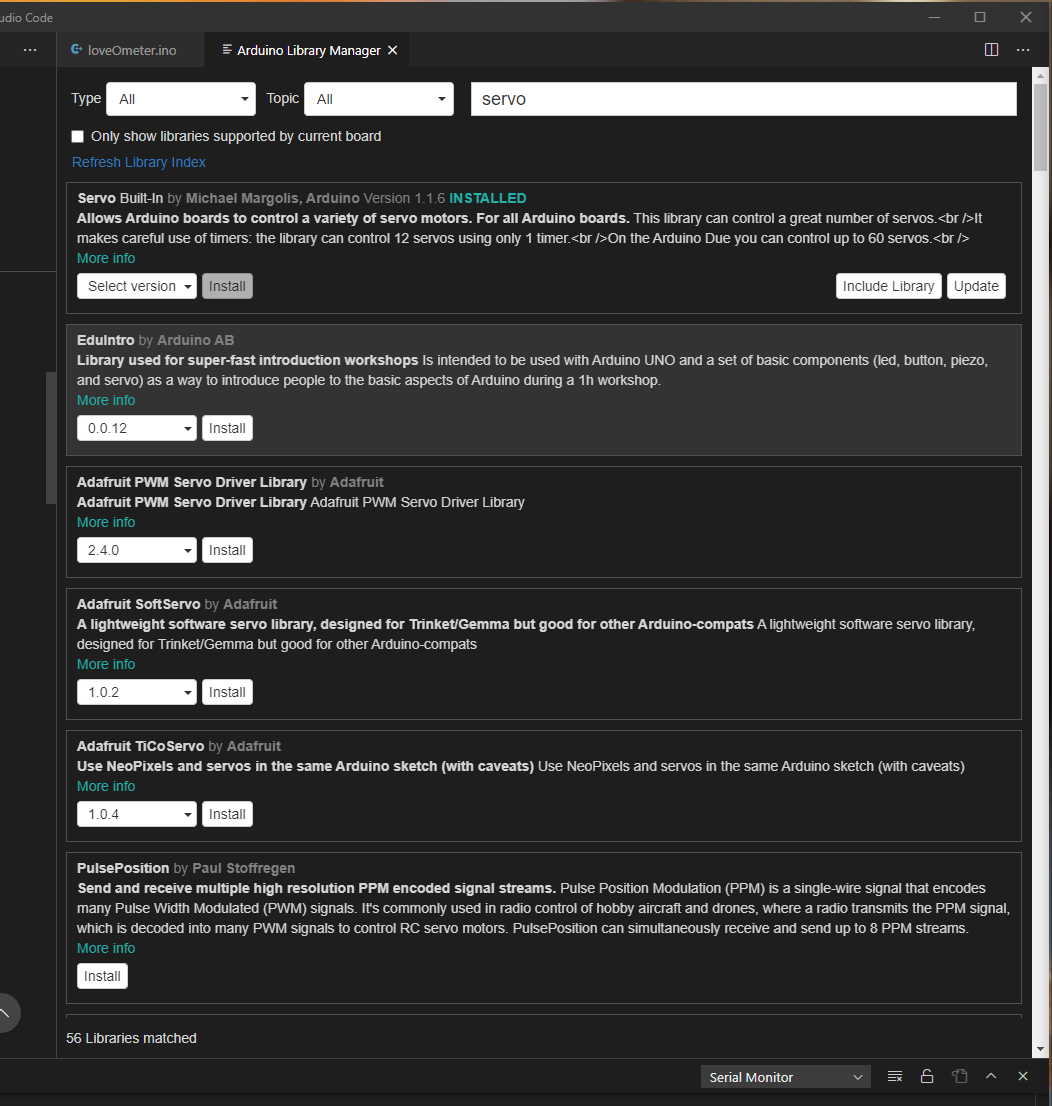 udio Code
loveOmeter.ino
Arduino Library Manager
Type All Topic All servo
Only show libraries supported by current board
Refresh Library Index
Servo Built-In by Michael Margolis, Arduino Version 1.1.6 INSTALLED
Allows Arduino boards to control a variety of servo motors. For all Arduino boards. This library can control a great number of servos.<br />It
makes careful use of timers: the library can control 12 servos using only 1 timer.<br />On the Arduino Due you can control up to 60 servos.<br />
More info
Select version Install Include Library Update
EduIntro by Arduino AB
Library used for super-fast introduction workshops Is intended to be used with Arduino UNO and a set of basic components (led, button, piezo,
and servo) as a way to introduce people to the basic aspects of Arduino during a 1h workshop.
More info
0.0.12 Install
Adafruit PWM Servo Driver Library by Adafruit
Adafruit PWM Servo Driver Library Adafruit PWM Servo Driver Library
More info
2.4.0 Install
Adafruit SoftServo by Adafruit
A lightweight software servo library, designed for Trinket/Gemma but good for other Arduino-compats A lightweight software servo library,
designed for Trinket/Gemma but good for other Arduino-compats
More info
1.0.2 Install
Adafruit TiCoServo by Adafruit
Use NeoPixels and servos in the same Arduino sketch (with caveats) Use NeoPixels and servos in the same Arduino sketch (with caveats)
More info
1.0.4 Install
PulsePosition by Paul Stoffregen
Send and receive multiple high resolution PPM encoded signal streams. Pulse Position Modulation (PPM) is a single-wire signal that encodes
many Pulse Width Modulated (PWM) signals. It's commonly used in radio control of hobby aircraft and drones, where a radio transmits the PPM signal,
which is decoded into many PWM signals to control RC servo motors. PulsePosition can simultaneously receive and send up to 8 PPM streams.
More info
Install
56 Libraries matched
Serial Monitor